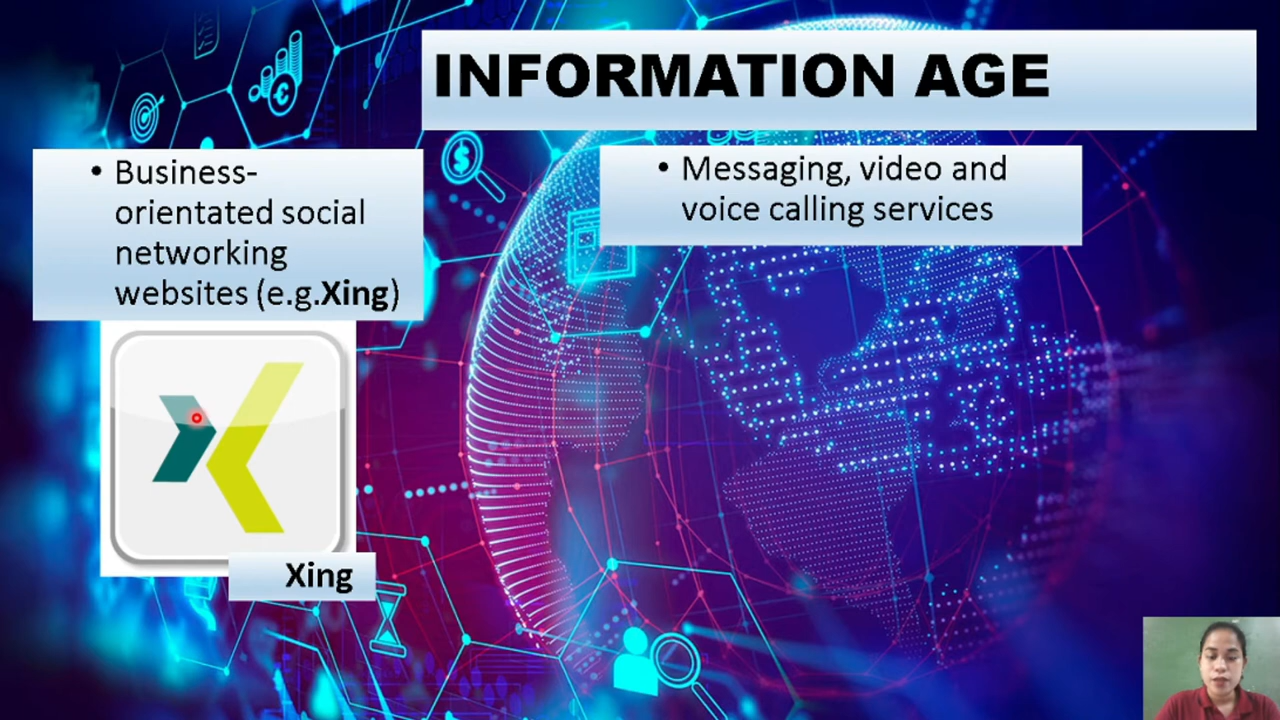 INFORMATION AGE
• Business-
orientated social
networking
websites (e.g.Xing)
• Messaging, video and
voice calling services
Xing